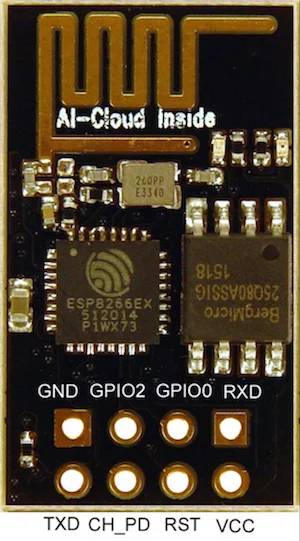 AI-Cloud Inside
260PP
E3340
ESP8266EX
512014
P1WX73
BergMicro
25Q80ASSIG
1518
GND GPIO2 GPIO0 RXD
TXD CH_PD RST VCC